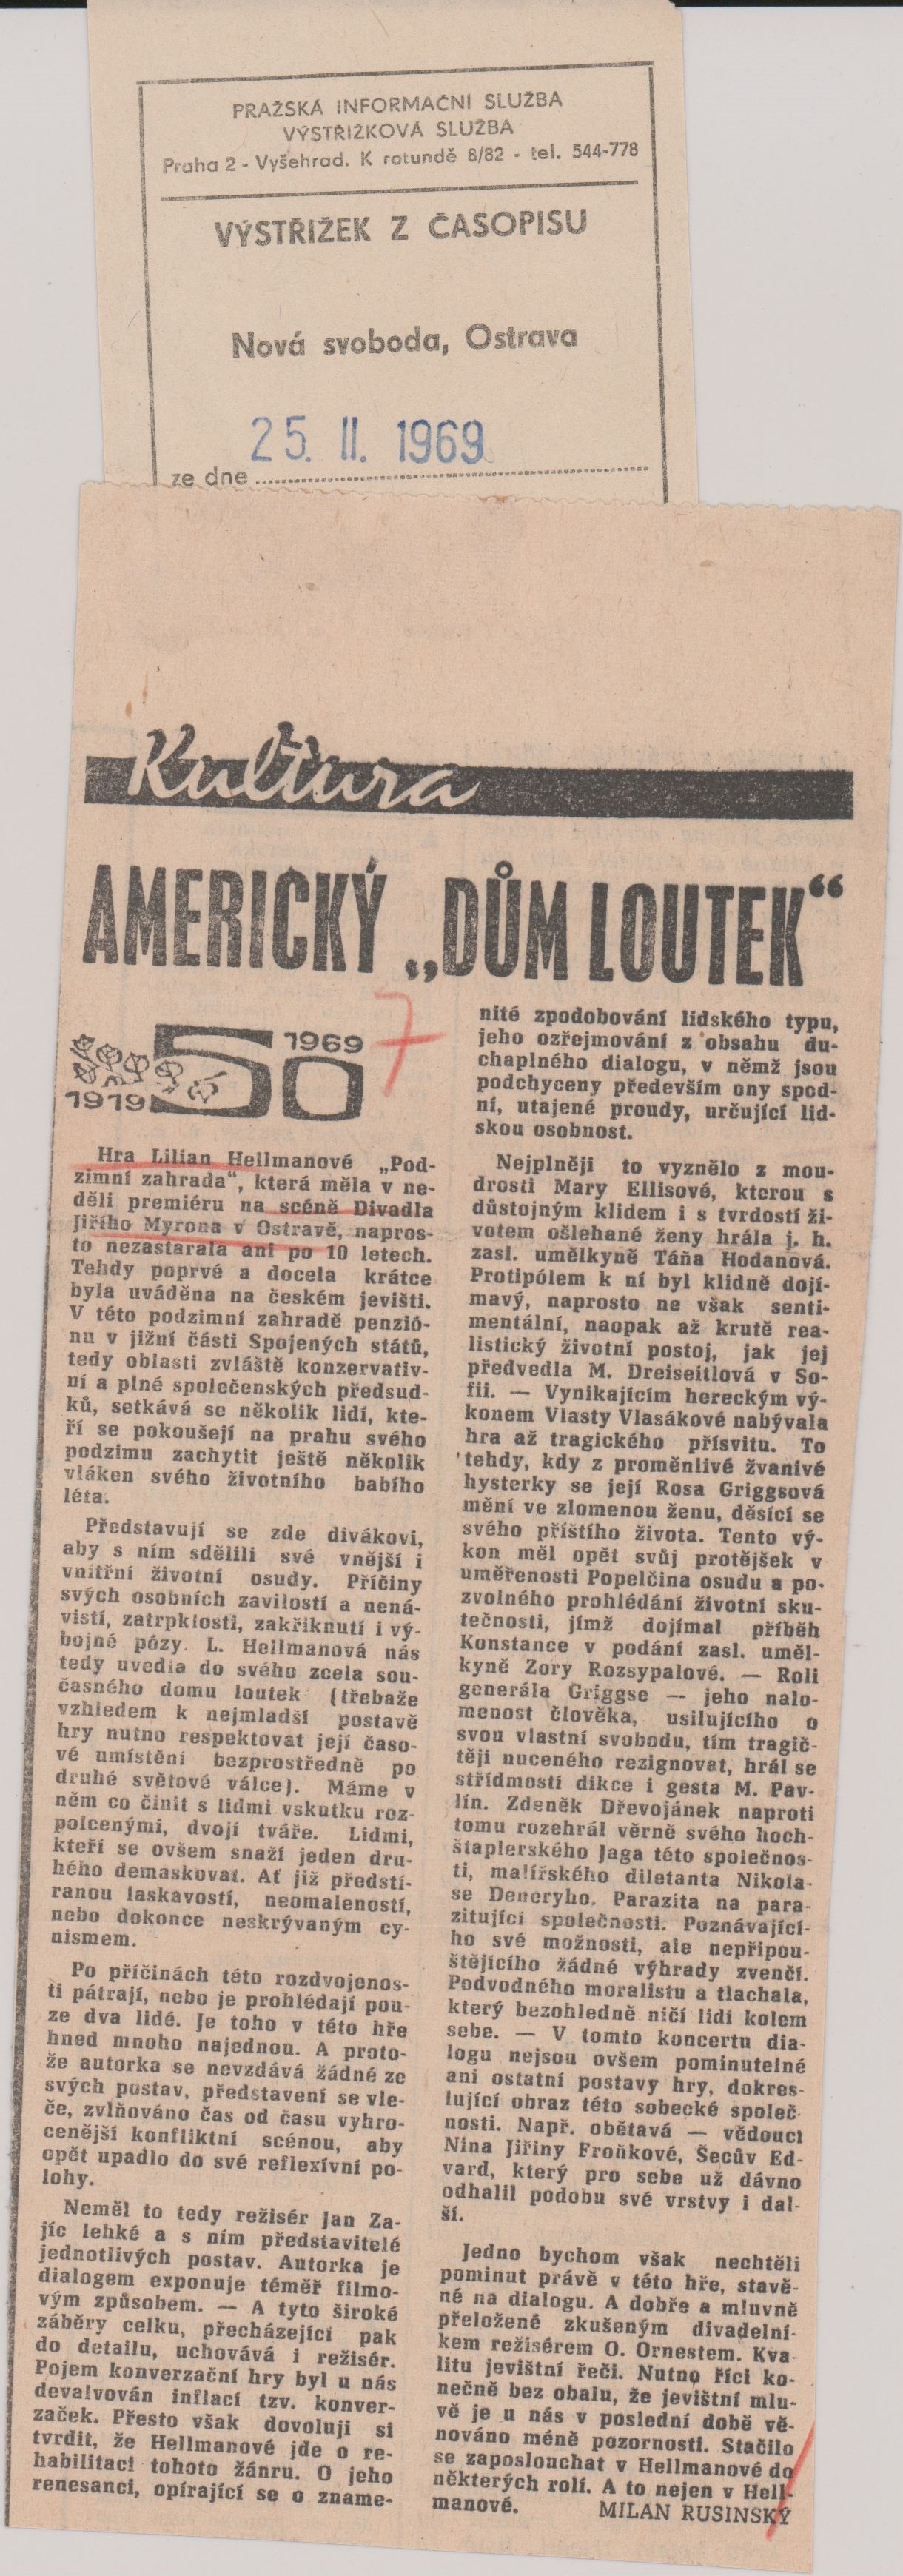 PRAŽSKÁ INFORMAČNI SLUŽBA
VÝSTŘIŽKOVÁ SLUŽBA
Praha 2 - Vyšehrad. K rotundě 8/82 - tel. 544-778
VÝSTŘIŽEK Z ČASOPISU
Nová svoboda, Ostrava
25. II. 1969
ze dne
Kultura
AMERICKÝ „DŮM LOUTEK“
1919 50 1969
7
Hra Lilian Hellmanové „Pod-
zimní zahrada“, která měla v ne-
děli premiéru na scéně Divadla
Jiřího Myrona v Ostravě, napros-
to nezastarala ani po 10 letech.
Tehdy poprvé a docela krátce
byla uváděna na českém jevišti.
V této podzimní zahradě penzió-
nu v jižní části Spojených států,
tedy oblasti zvláště konzervativ-
ní a plné společenských předsud-
ků, setkává se několik lidí, kte-
ří se pokoušejí na prahu svého
podzimu zachytit ještě několik
vláken svého životního babího
léta.
Představují se zde divákovi,
aby s ním sdělili své vnější i
vnitřní životní osudy. Příčiny
svých osobních zavilostí a nená-
vistí, zatrpklosti, zakřiknutí i vý-
bojné pózy. L. Hellmanová nás
tedy uvedla do svého zcela sou-
časného domu loutek (třebaže
vzhledem k nejmladší postavě
hry nutno respektovat její časo-
vé umístění bezprostředně po
druhé světové válce). Máme v
něm co činit s lidmi vskutku roz-
polcenými, dvojí tváře. Lidmi,
kteří se ovšem snaží jeden dru-
hého demaskovat. Ať již předstí-
ranou laskavostí, neomaleností,
nebo dokonce neskrývaným cy-
nismem.
Po příčinách této rozdvojenos-
ti pátrají, nebo je prohlédají pou-
ze dva lidé. Je toho v této hře
hned mnoho najednou. A proto-
že autorka se nevzdává žádné ze
svých postav, představení se vle-
če, zvlňováno čas od času vyhro-
cenější konfliktní scénou, aby
opět upadlo do své reflexívní po-
lohy.
Neměl to tedy režisér Jan Za-
jíc lehké a s ním představitelé
jednotlivých postav. Autorka je
dialogem exponuje téměř filmo-
vým způsobem. — A tyto široké
záběry celku, přecházející pak
do detailu, uchovává i režisér.
Pojem konverzační hry byl u nás
devalvován inflací tzv. konver-
začek. Přesto však dovoluji si
tvrdit, že Hellmanové jde o re-
habilitaci tohoto žánru. O jeho
renesanci, opírající se o zname-
nité zpodobování lidského typu,
jeho ozřejmování z obsahu du-
chaplného dialogu, v němž jsou
podchyceny především ony spod-
ní, utajené proudy, určující lid-
skou osobnost.
Nejplněji to vyznělo z mou-
drosti Mary Ellisové, kterou s
důstojným klidem i s tvrdostí ži-
votem ošlehané ženy hrála j. h.
zasl. umělkyně Táňa Hodanová.
Protipólem k ní byl klidně dojí-
mavý, naprosto ne však senti-
mentální, naopak až krutě rea-
listický životní postoj, jak jej
předvedla M. Dreiseitlová v So-
fii. — Vynikajícím hereckým vý-
konem Vlasty Vlasákové nabývala
hra až tragického přísvitu. To
tehdy, kdy z proměnlivé žvanivé
hysterky se její Rosa Griggsová
mění ve zlomenou ženu, děsící se
svého příštího života. Tento vý-
kon měl opět svůj protějšek v
uměřenosti Popelčina osudu a po-
zvolného prohlédání životní sku-
tečnosti, jímž dojímal příběh
Konstance v podání zasl. uměl-
kyně Zory Rozsypalové. — Roli
generála Griggse — jeho nalo-
menost člověka, usilujícího o
svou vlastní svobodu, tím tragič-
těji nuceného rezignovat, hrál se
střídmostí dikce i gesta M. Pav-
lín. Zdeněk Dřevojánek naproti
tomu rozehrál věrně svého hoch-
štaplerského Jaga této společnos-
ti, malířského diletanta Nikola-
se Deneryho. Parazita na para-
zitující společnosti. Poznávající-
ho své možnosti, ale nepřipou-
štějícího žádné výhrady zvenčí.
Podvodného moralistu a tlachala,
který bezohledně ničí lidi kolem
sebe. — V tomto koncertu dia-
logu nejsou ovšem pominutelné
ani ostatní postavy hry, dokres-
lující obraz této sobecké společ-
nosti. Např. obětavá — vědoucí
Nina Jiřiny Froňkové, Šecův Ed-
vard, který pro sebe už dávno
odhalil podobu své vrstvy i dal-
ší.
Jedno bychom však nechtěli
pominut právě v této hře, stavě-
né na dialogu. A dobře a mluvně
přeložené zkušeným divadelní-
kem režisérem O. Ornestem. Kva-
litu jevištní řeči. Nutno říci ko-
nečně bez obalu, že jevištní mlu-
vě je u nás v poslední době vě-
nováno méně pozornosti. Stačilo
se zaposlouchat v Hellmanové do
některých rolí. A to nejen v Hell-
manové. MILAN RUSINSKÝ